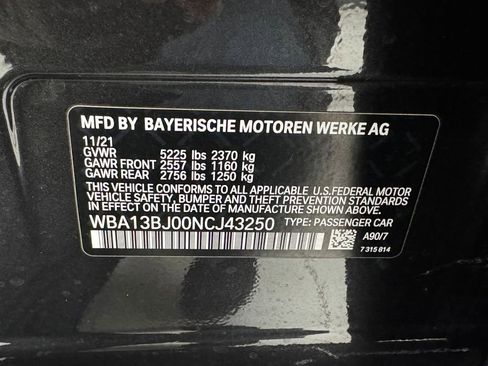 MFD BY BAYERISCHE MOTOREN WERKE AG
11/21
GVWR 5225 lbs 2370 kg
GAWR FRONT 2557 lbs 1160 kg
GAWR REAR 2756 lbs 1250 kg
THIS VEHICLE CONFORMS TO ALL APPLICABLE U.S. FEDERAL MOTOR
VEHICLE SAFETY, BUMPER AND THEFT PREVENTION STANDARDS
IN EFFECT ON THE DATE OF MANUFACTURE SHOWN ABOVE.
WBA13BJ00NCJ43250 TYPE: PASSENGER CAR
A90/7
7 315 814